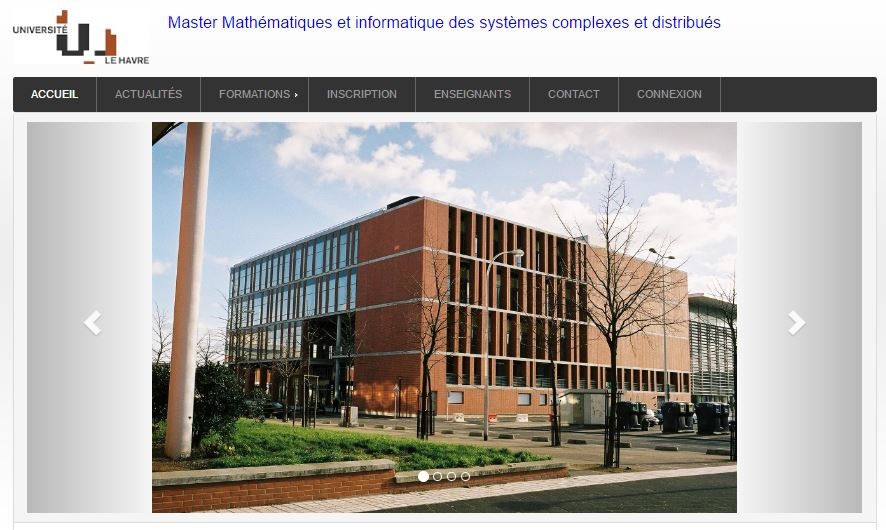 UNIVERSITÉ
LE HAVRE
Master Mathématiques et informatique des systèmes complexes et distribués
ACCUEIL ACTUALITÉS FORMATIONS INSCRIPTION ENSEIGNANTS CONTACT CONNEXION